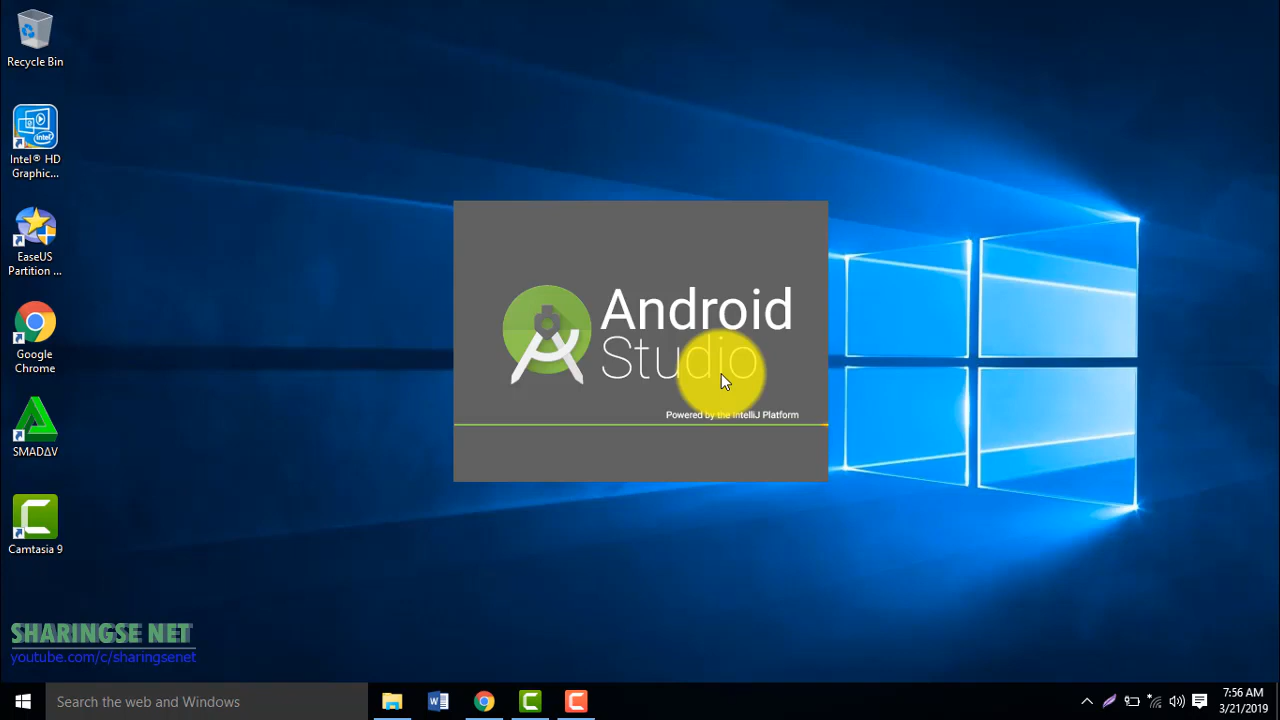 Recycle Bin
Intel® HD
Graphic...
EaseUS
Partition ...
Google
Chrome
SMADΔV
Camtasia 9
Android
Studio
Powered by the IntelliJ Platform
SHARINGSE NET
youtube.com/c/sharingsenet
Search the web and Windows
7:56 AM
3/21/2019